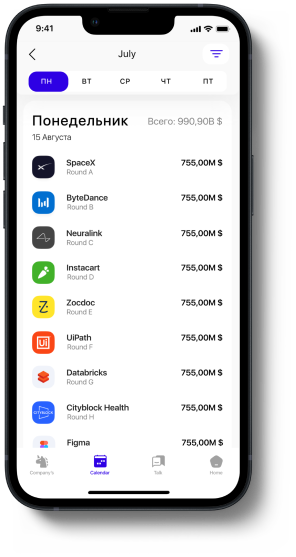 9:41
July
ПН ВТ СР ЧТ ПТ
Понедельник Всего: 990,90B $
15 Августа
SpaceX 755,00M $
Round A
ByteDance 755,00M $
Round B
Neuralink 755,00M $
Round C
Instacart 755,00M $
Round D
Zocdoc 755,00M $
Round E
UiPath 755,00M $
Round F
Databricks 755,00M $
Round G
Cityblock Health 755,00M $
Round H
Figma 755,00M $
Company's Calendar Talk Home